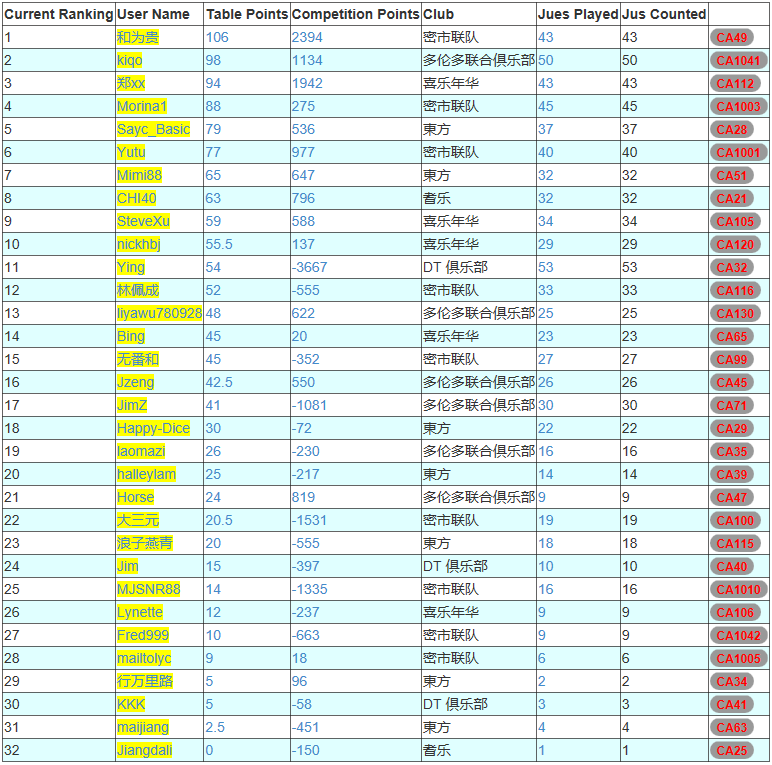 Current Ranking User Name Table Points Competition Points Club Jues Played Jus Counted
1 和为贵 106 2394 密市联队 43 43 CA49
2 kiqo 98 1134 多伦多联合俱乐部 50 50 CA1041
3 郑xx 94 1942 喜乐年华 43 43 CA112
4 Morina1 88 275 密市联队 45 45 CA1003
5 Sayc_Basic 79 536 東方 37 37 CA28
6 Yutu 77 977 密市联队 40 40 CA1001
7 Mimi88 65 647 東方 32 32 CA51
8 CHI40 63 796 耆乐 32 32 CA21
9 SteveXu 59 588 喜乐年华 34 34 CA105
10 nickhbj 55.5 137 喜乐年华 29 29 CA120
11 Ying 54 -3667 DT 俱乐部 53 53 CA32
12 林佩成 52 -555 密市联队 33 33 CA116
13 liyawu780928 48 622 多伦多联合俱乐部 25 25 CA130
14 Bing 45 20 喜乐年华 23 23 CA65
15 无番和 45 -352 密市联队 27 27 CA99
16 Jzeng 42.5 550 多伦多联合俱乐部 26 26 CA45
17 JimZ 41 -1081 多伦多联合俱乐部 30 30 CA71
18 Happy-Dice 30 -72 東方 22 22 CA29
19 laomazi 26 -230 多伦多联合俱乐部 16 16 CA35
20 halleylam 25 -217 東方 14 14 CA39
21 Horse 24 819 多伦多联合俱乐部 9 9 CA47
22 大三元 20.5 -1531 密市联队 19 19 CA100
23 浪子燕青 20 -555 東方 18 18 CA115
24 Jim 15 -397 DT 俱乐部 10 10 CA40
25 MJSNR88 14 -1335 密市联队 16 16 CA1010
26 Lynette 12 -237 喜乐年华 9 9 CA106
27 Fred999 10 -663 密市联队 9 9 CA1042
28 mailtolyc 9 18 密市联队 6 6 CA1005
29 行万里路 5 96 東方 2 2 CA34
30 KKK 5 -58 DT 俱乐部 3 3 CA41
31 maijiang 2.5 -451 東方 4 4 CA63
32 Jiangdali 0 -150 耆乐 1 1 CA25